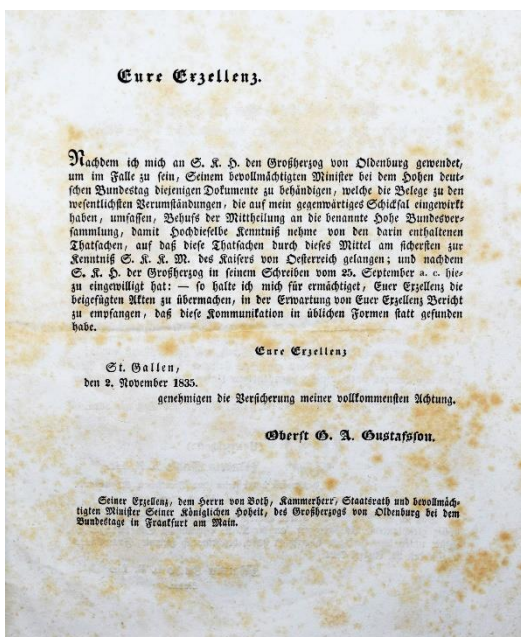 Eure Exzellenz.
Nachdem ich mich an S. K. H. den Großherzog von Oldenburg gewendet,
um im Falle zu sein, Seinem bevollmächtigten Minister bei dem Hohen deut-
schen Bundestag diejenigen Dokumente zu behändigen, welche die Belege zu den
wesentlichsten Verumständungen, die auf mein gegenwärtiges Schicksal eingewirkt
haben, umfassen, Behufs der Mittheilung an die benannte Hohe Bundesver-
sammlung, damit Hochdieselbe Kenntniß nehme von den darin enthaltenen
Thatsachen, auf daß diese Thatsachen durch dieses Mittel am sichersten zur
Kenntniß S. K. K. M. des Kaisers von Oesterreich gelangen; und nachdem
S. K. H. der Großherzog in seinem Schreiben vom 25. September a. c. hie-
zu eingewilligt hat: — so halte ich mich für ermächtiget, Euer Exzellenz die
beigefügten Akten zu übermachen, in der Erwartung von Euer Exzellenz Bericht
zu empfangen, daß diese Kommunikation in üblichen Formen statt gefunden
habe.
Eure Exzellenz
St. Gallen,
den 2. November 1835.
genehmigen die Versicherung meiner vollkommensten Achtung.
Oberst G. A. Gustafsson.
Seiner Exzellenz, dem Herrn von Both, Kammerherr, Staatsrath und bevollmäch-
tigten Minister Seiner Königlichen Hoheit, des Großherzogs von Oldenburg bei dem
Bundestage in Frankfurt am Main.